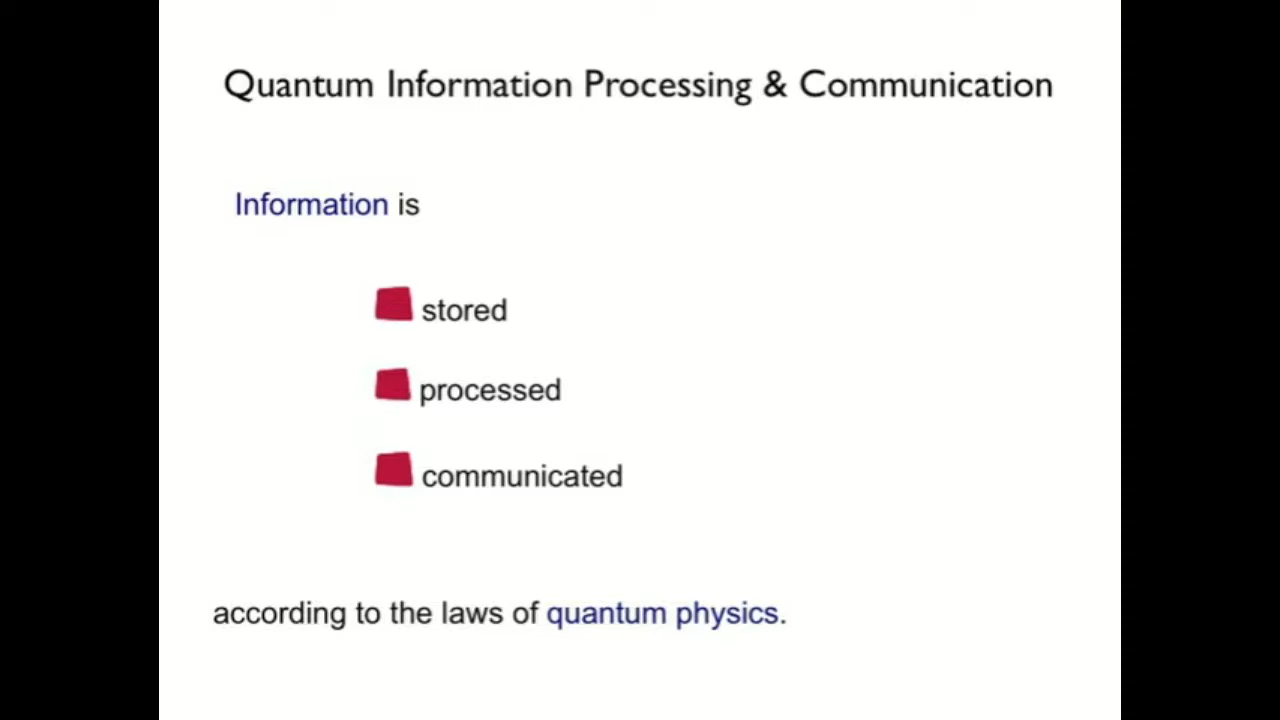 Quantum Information Processing & Communication
Information is
stored
processed
communicated
according to the laws of quantum physics.